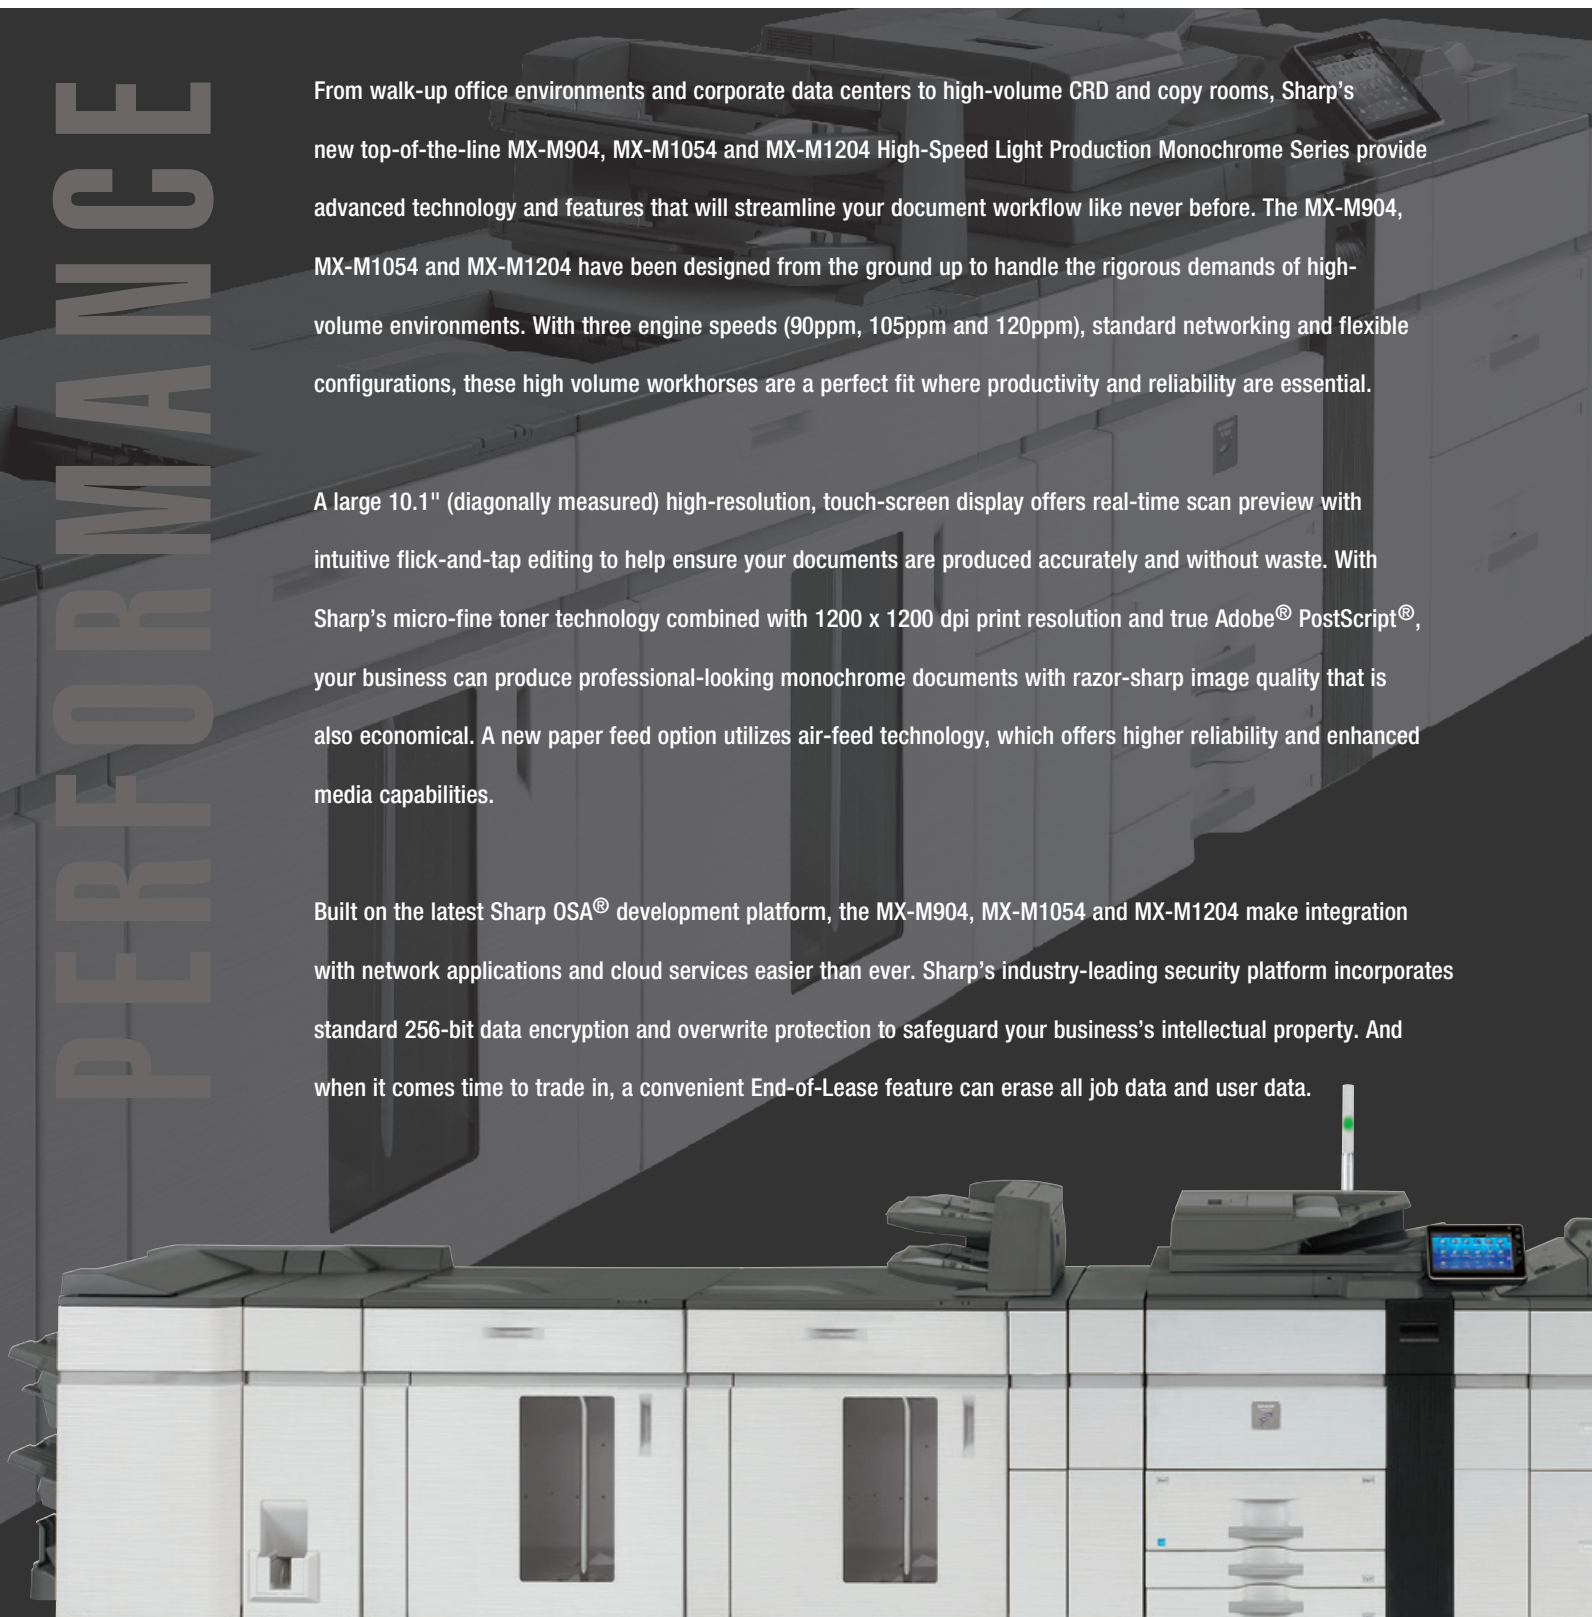 PERFORMANCE
From walk-up office environments and corporate data centers to high-volume CRD and copy rooms, Sharp's
new top-of-the-line MX-M904, MX-M1054 and MX-M1204 High-Speed Light Production Monochrome Series provide
advanced technology and features that will streamline your document workflow like never before. The MX-M904,
MX-M1054 and MX-M1204 have been designed from the ground up to handle the rigorous demands of high-
volume environments. With three engine speeds (90ppm, 105ppm and 120ppm), standard networking and flexible
configurations, these high volume workhorses are a perfect fit where productivity and reliability are essential.
A large 10.1" (diagonally measured) high-resolution, touch-screen display offers real-time scan preview with
intuitive flick-and-tap editing to help ensure your documents are produced accurately and without waste. With
Sharp's micro-fine toner technology combined with 1200 x 1200 dpi print resolution and true Adobe® PostScript®,
your business can produce professional-looking monochrome documents with razor-sharp image quality that is
also economical. A new paper feed option utilizes air-feed technology, which offers higher reliability and enhanced
media capabilities.
Built on the latest Sharp OSA® development platform, the MX-M904, MX-M1054 and MX-M1204 make integration
with network applications and cloud services easier than ever. Sharp's industry-leading security platform incorporates
standard 256-bit data encryption and overwrite protection to safeguard your business's intellectual property. And
when it comes time to trade in, a convenient End-of-Lease feature can erase all job data and user data.